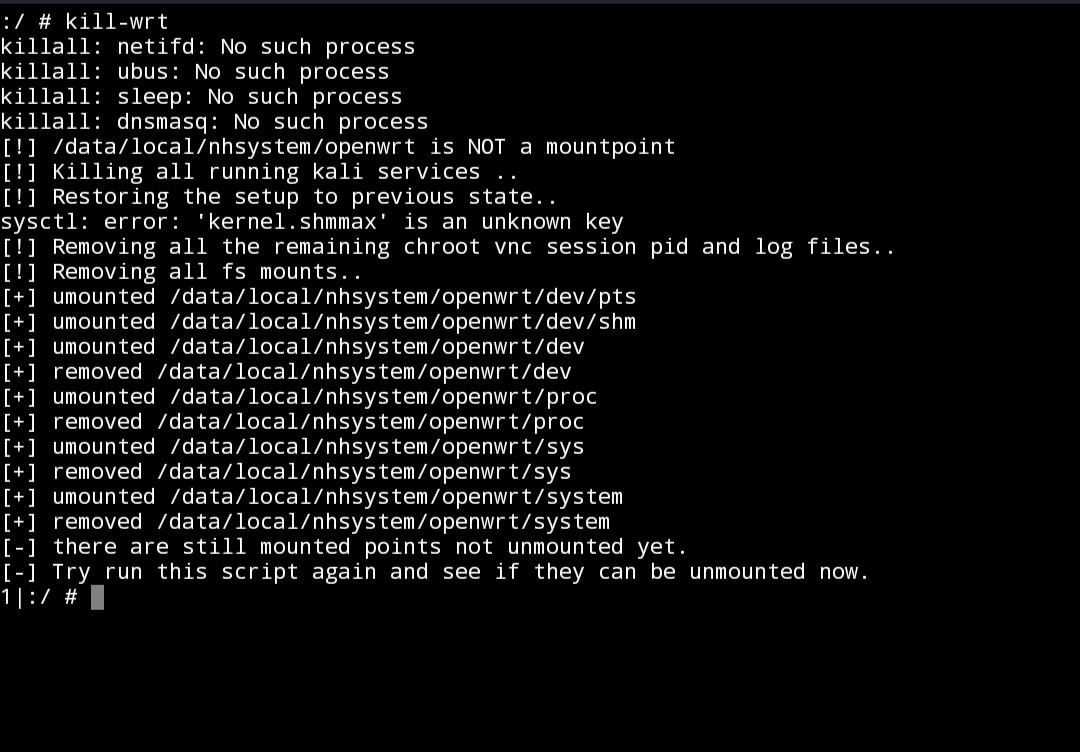 :/ # kill-wrt
killall: netifd: No such process
killall: ubus: No such process
killall: sleep: No such process
killall: dnsmasq: No such process
[!] /data/local/nhsystem/openwrt is NOT a mountpoint
[!] Killing all running kali services ..
[!] Restoring the setup to previous state..
sysctl: error: 'kernel.shmmax' is an unknown key
[!] Removing all the remaining chroot vnc session pid and log files..
[!] Removing all fs mounts..
[+] umounted /data/local/nhsystem/openwrt/dev/pts
[+] umounted /data/local/nhsystem/openwrt/dev/shm
[+] umounted /data/local/nhsystem/openwrt/dev
[+] removed /data/local/nhsystem/openwrt/dev
[+] umounted /data/local/nhsystem/openwrt/proc
[+] removed /data/local/nhsystem/openwrt/proc
[+] umounted /data/local/nhsystem/openwrt/sys
[+] removed /data/local/nhsystem/openwrt/sys
[+] umounted /data/local/nhsystem/openwrt/system
[+] removed /data/local/nhsystem/openwrt/system
[-] there are still mounted points not unmounted yet.
[-] Try run this script again and see if they can be unmounted now.
1|:/ #